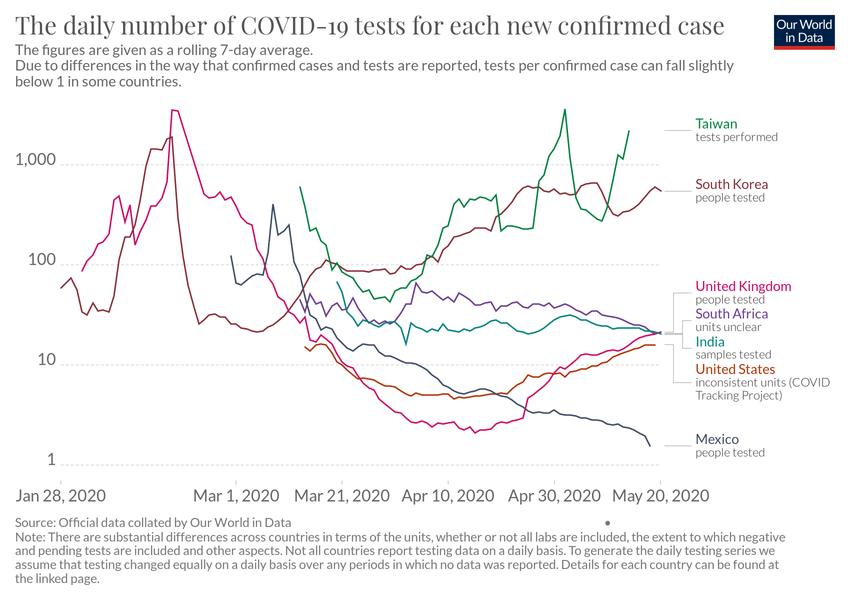 The daily number of COVID-19 tests for each new confirmed case
Our World
in Data
The figures are given as a rolling 7-day average.
Due to differences in the way that confirmed cases and tests are reported, tests per confirmed case can fall slightly
below 1 in some countries.
Taiwan
tests performed
1,000
South Korea
people tested
100
United Kingdom
people tested
South Africa
units unclear
India
samples tested
10
United States
inconsistent units (COVID
Tracking Project)
Mexico
people tested
1
Jan 28, 2020
Mar 1, 2020
Mar 21, 2020
Apr 10, 2020
Apr 30, 2020
May 20, 2020
Source: Official data collated by Our World in Data
Note: There are substantial differences across countries in terms of the units, whether or not all labs are included, the extent to which negative
and pending tests are included and other aspects. Not all countries report testing data on a daily basis. To generate the daily testing series we
assume that testing changed equally on a daily basis over any periods in which no data was reported. Details for each country can be found at
the linked page.